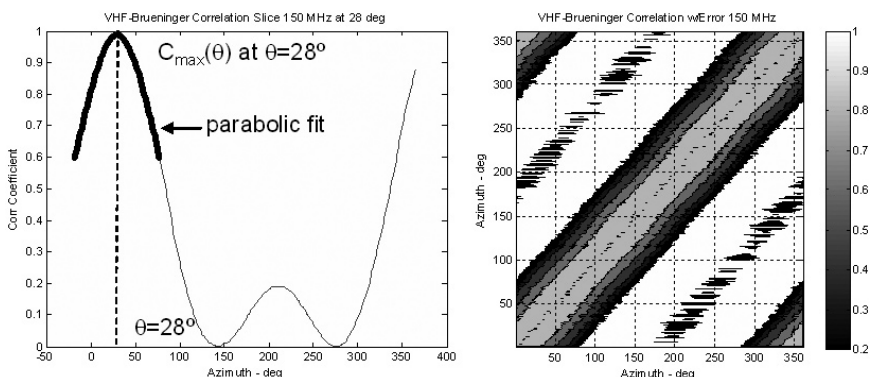 VHF-Brueninger Correlation Slice 150 MHz at 28 deg
1
0.9
0.8
0.7
0.6
0.5
0.4
0.3
0.2
0.1
0
Corr Coefficient
Cmax(θ) at θ=28º
parabolic fit
θ=28º
-50 0 50 100 150 200 250 300 350 400
Azimuth - deg
VHF-Brueninger Correlation w/Error 150 MHz
350
300
250
200
150
100
50
Azimuth - deg
50 100 150 200 250 300 350
Azimuth - deg
1
0.9
0.8
0.7
0.6
0.5
0.4
0.3
0.2